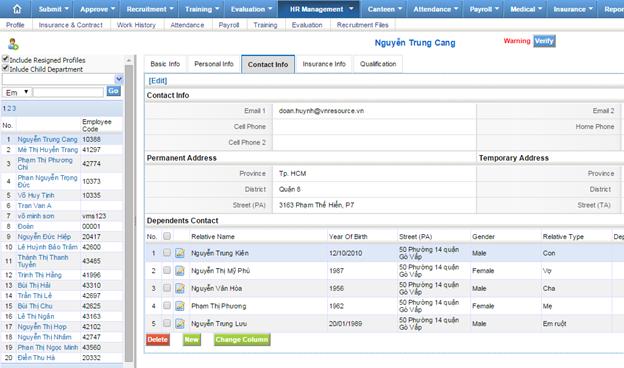 Submit Approve Recruitment Training Evaluation HR Management Canteen Attendance Payroll Medical Insurance Repor
Profile Insurance & Contract Work History Attendance Payroll Training Evaluation Recruitment Files
Nguyễn Trung Cang Warning Verify
Include Resigned Profiles
Inlude Child Department
Basic Info Personal Info Contact Info Insurance Info Qualification
[Edit]
Em Go
Contact Info
1 2 3
Email 1 doan.huynh@vnresource.vn Email 2
Cell Phone Home Phone
Cell Phone 2
No. Employee Code
1 Nguyễn Trung Cang 10388
2 Mè Thị Huyền Trang 41297
3 Phạm Thị Phương Chi 42774
4 Phan Nguyễn Trọng Đức 10373
5 Võ Huy Tính 10335
6 Tran Van A
7 võ minh sơn vms123
8 Đoàn 00001
9 Nguyễn Đức Hiệp 20417
10 Lê Huỳnh Bảo Trâm 42600
11 Thành Thị Thanh Tuyền 43485
12 Trịnh Thị Hằng 41996
13 Bùi Thị Hải 43310
14 Trần Thị Lê 42697
15 Bùi Thị Chu 42625
16 Lê Thị Ngân 43163
17 Nguyễn Thị Hợp 42102
18 Nguyễn Thị Nhâm 42747
19 Phan Thị Ngọc Minh 43560
20 Điền Thu Hà 20332
Permanent Address Temporary Address
Province Tp. HCM Province
District Quận 8 District
Street (PA) 3163 Phạm Thế Hiển, P7 Street (TA)
Dependents Contact
No. Relative Name Year Of Birth Street (PA) Gender Relative Type Dep
1 Nguyễn Trung Kiên 12/10/2010 50 Phường 14 quận Gò Vấp Male Con
2 Nguyễn Thị Mỹ Phú 1987 50 Phường 14 quận Gò Vấp Female Vợ
3 Nguyễn Văn Hòa 1956 50 Phường 14 quận Gò Vấp Male Cha
4 Phạm Thị Phương 1962 50 Phường 14 quận Gò Vấp Female Mẹ
5 Nguyễn Trung Lưu 20/01/1989 50 Phường 14 quận Gò Vấp Male Em ruột
Delete New Change Column